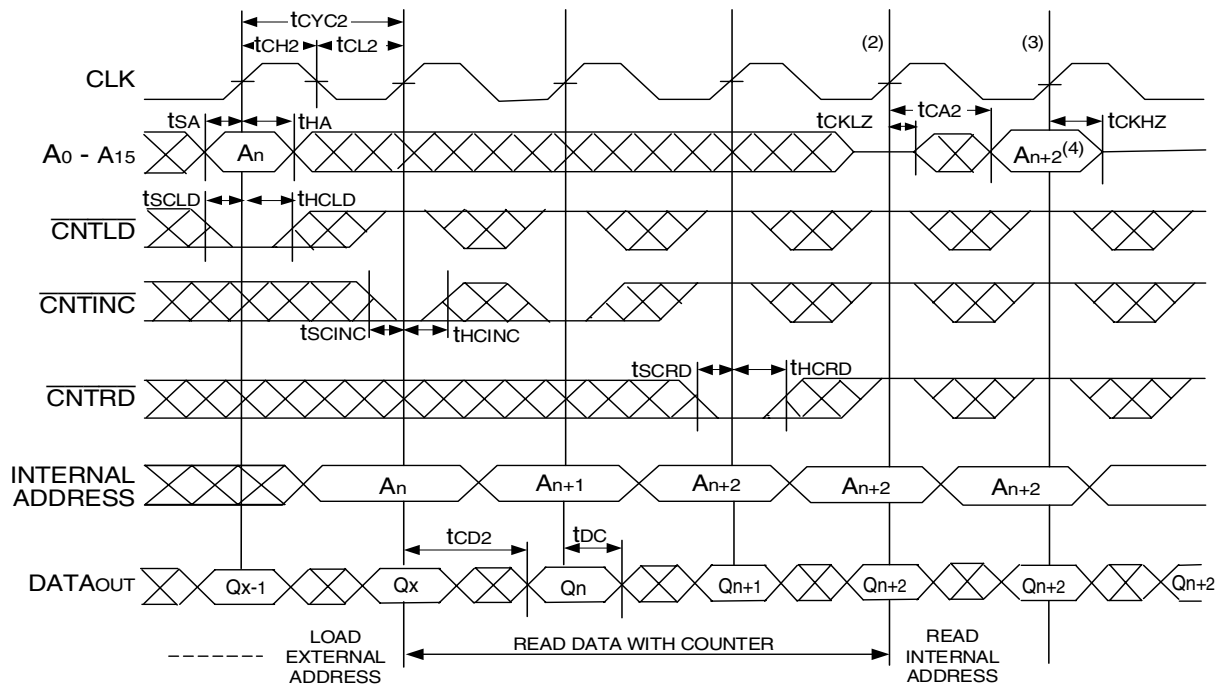 tCYC2
tCH2 tCL2
(2) (3)
CLK
tSA tHA tCKLZ tCA2 tCKHZ
A0 - A15 An An+2(4)
tSCLD tHCLD
CNTLD
CNTINC
tSCINC tHCINC
tSCRD tHCRD
CNTRD
INTERNAL
ADDRESS
An An+1 An+2 An+2 An+2
tCD2 tDC
DATAOUT Qx-1 Qx Qn Qn+1 Qn+2 Qn+2 Qn+2
LOAD
EXTERNAL
ADDRESS
READ DATA WITH COUNTER
READ
INTERNAL
ADDRESS